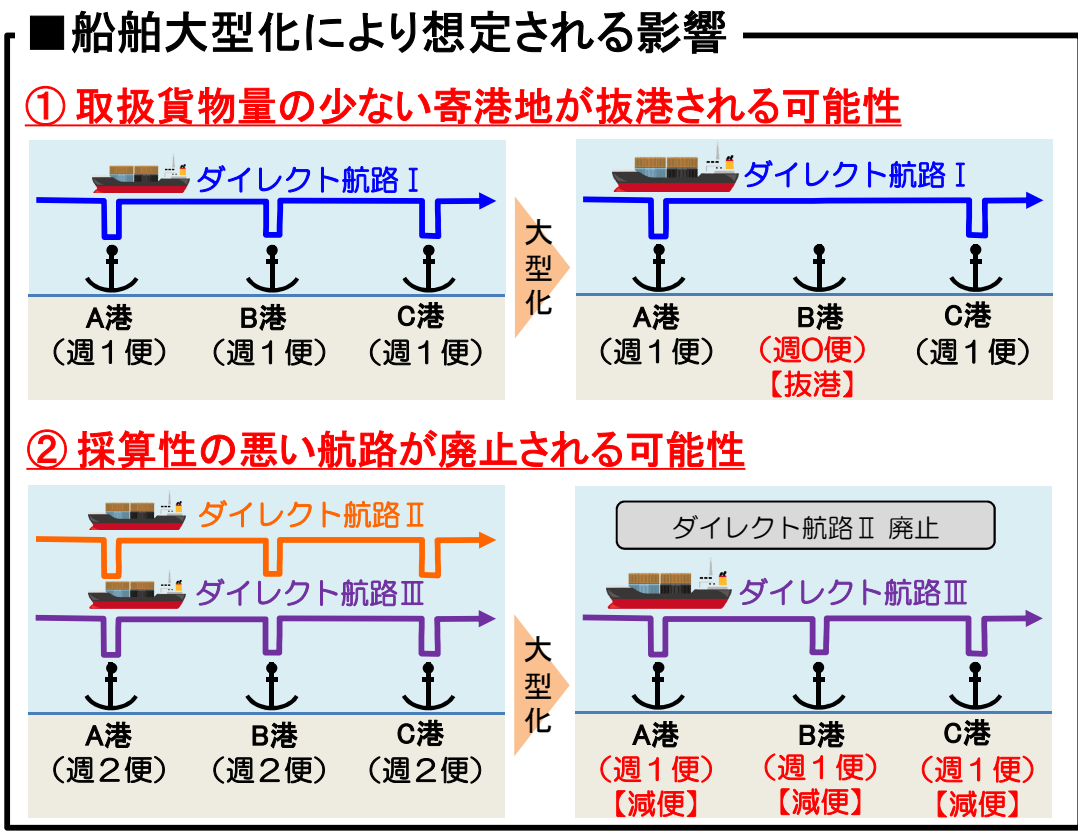 ■船舶大型化により想定される影響
① 取扱貨物量の少ない寄港地が抜港される可能性
ダイレクト航路Ⅰ
A港 B港 C港
（週１便） （週１便） （週１便）
大型化
ダイレクト航路Ⅰ
A港 B港 C港
（週１便） （週０便） （週１便）
【抜港】
② 採算性の悪い航路が廃止される可能性
ダイレクト航路Ⅱ
ダイレクト航路Ⅲ
A港 B港 C港
（週２便） （週２便） （週２便）
大型化
ダイレクト航路Ⅱ 廃止
ダイレクト航路Ⅲ
A港 B港 C港
（週１便） （週１便） （週１便）
【減便】 【減便】 【減便】